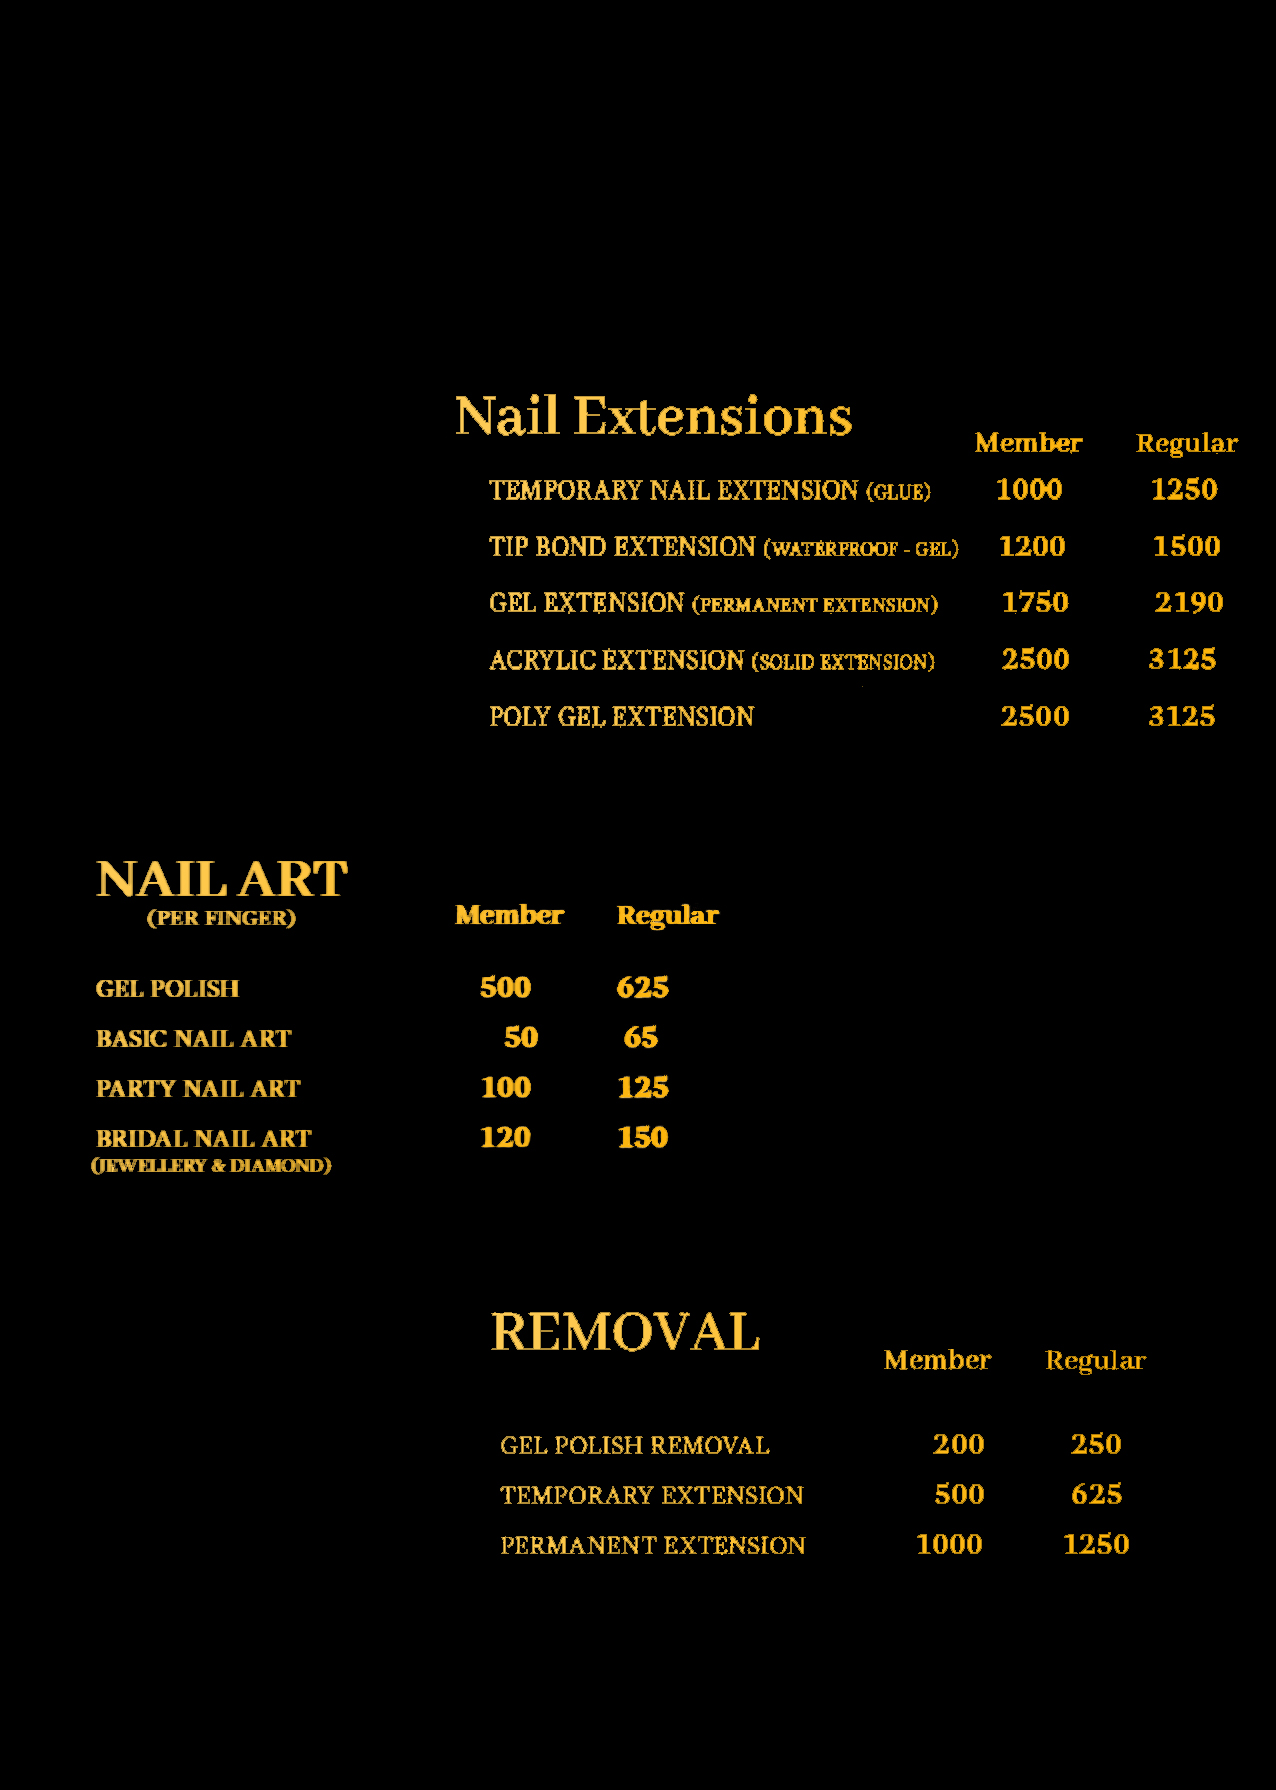 Nail Extensions
Member Regular
TEMPORARY NAIL EXTENSION (GLUE) 1000 1250
TIP BOND EXTENSION (WATERPROOF - GEL) 1200 1500
GEL EXTENSION (PERMANENT EXTENSION) 1750 2190
ACRYLIC EXTENSION (SOLID EXTENSION) 2500 3125
POLY GEL EXTENSION 2500 3125
NAIL ART
(PER FINGER) Member Regular
GEL POLISH 500 625
BASIC NAIL ART 50 65
PARTY NAIL ART 100 125
BRIDAL NAIL ART 120 150
(JEWELLERY & DIAMOND)
REMOVAL
Member Regular
GEL POLISH REMOVAL 200 250
TEMPORARY EXTENSION 500 625
PERMANENT EXTENSION 1000 1250